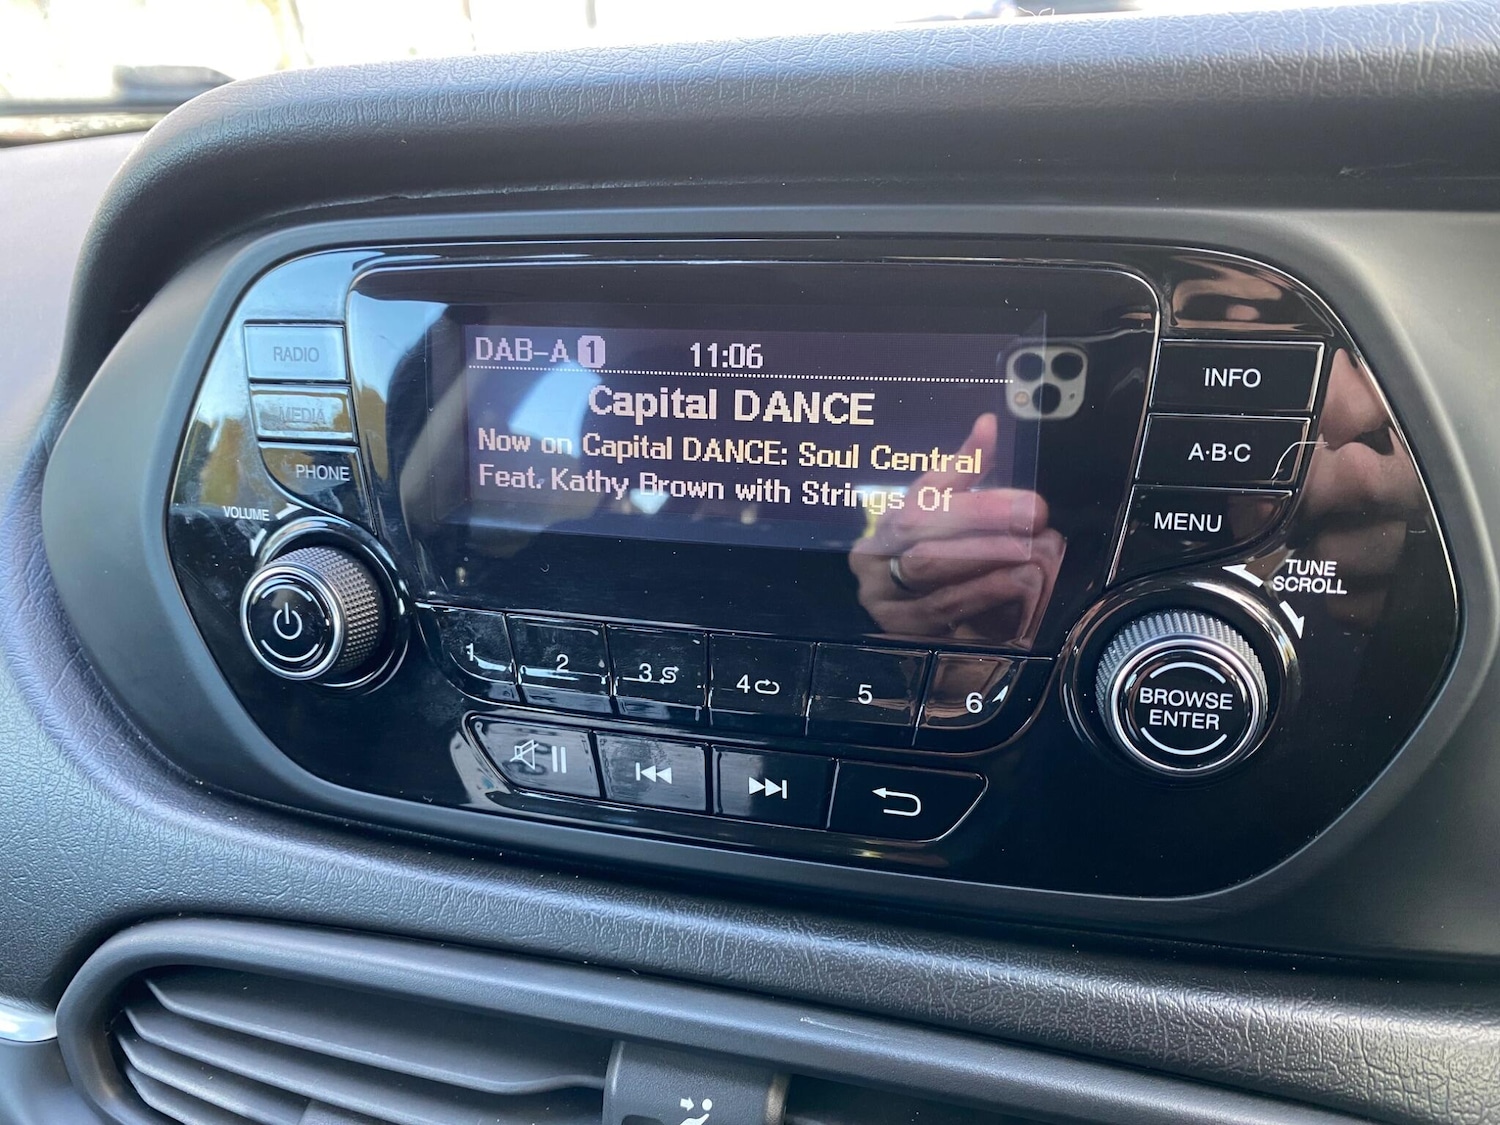 DAB-A 1 11:06
Capital DANCE
Now on Capital DANCE: Soul Central
Feat. Kathy Brown with Strings Of
RADIO
MEDIA
PHONE
VOLUME
INFO
A·B·C
MENU
TUNE
SCROLL
1 2 3 4 5 6
BROWSE
ENTER